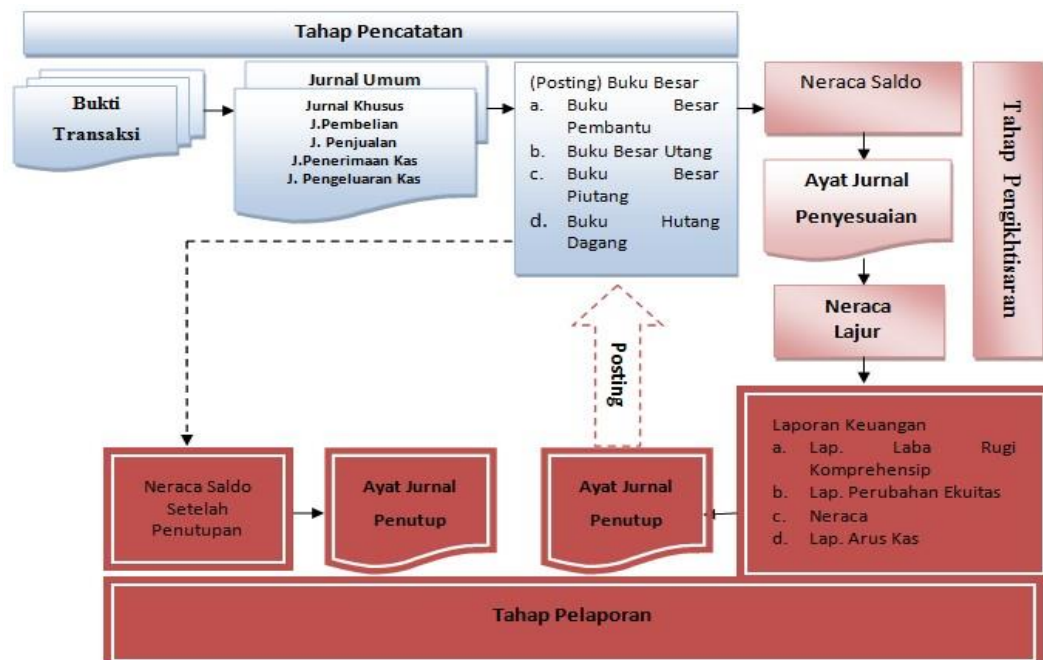 Tahap Pencatatan
Bukti
Transaksi
Jurnal Umum
Jurnal Khusus
J.Pembelian
J. Penjualan
J.Penerimaan Kas
J. Pengeluaran Kas
(Posting) Buku Besar
a. Buku Besar
Pembantu
b. Buku Besar Utang
c. Buku Besar
Piutang
d. Buku Hutang
Dagang
Neraca Saldo
Ayat Jurnal
Penyesuaian
Neraca
Lajur
Tahap Pengikhtisaran
Laporan Keuangan
a. Lap. Laba Rugi
Komprehensip
b. Lap. Perubahan Ekuitas
c. Neraca
d. Lap. Arus Kas
Posting
Ayat Jurnal
Penutup
Neraca Saldo
Setelah
Penutupan
Ayat Jurnal
Penutup
Tahap Pelaporan